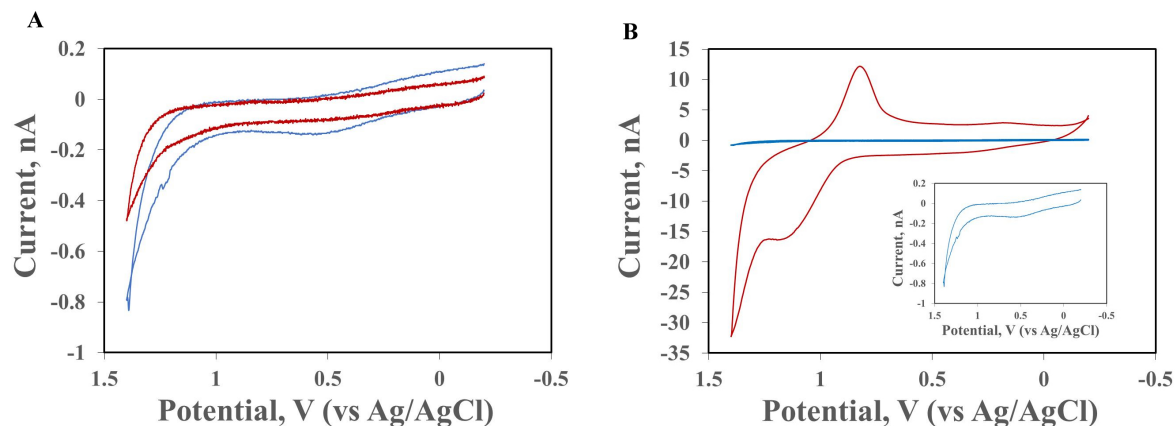 A
0.2
0
-0.2
-0.4
-0.6
-0.8
-1
Current, nA
1.5 1 0.5 0 -0.5
Potential, V (vs Ag/AgCl)
B
15
10
5
0
-5
-10
-15
-20
-25
-30
-35
Current, nA
1.5 1 0.5 0 -0.5
Potential, V (vs Ag/AgCl)
0.2
0
-0.2
-0.4
-0.6
-0.8
-1
Current, nA
1.5 1 0.5 0 -0.5
Potential, V (vs Ag/AgCl)